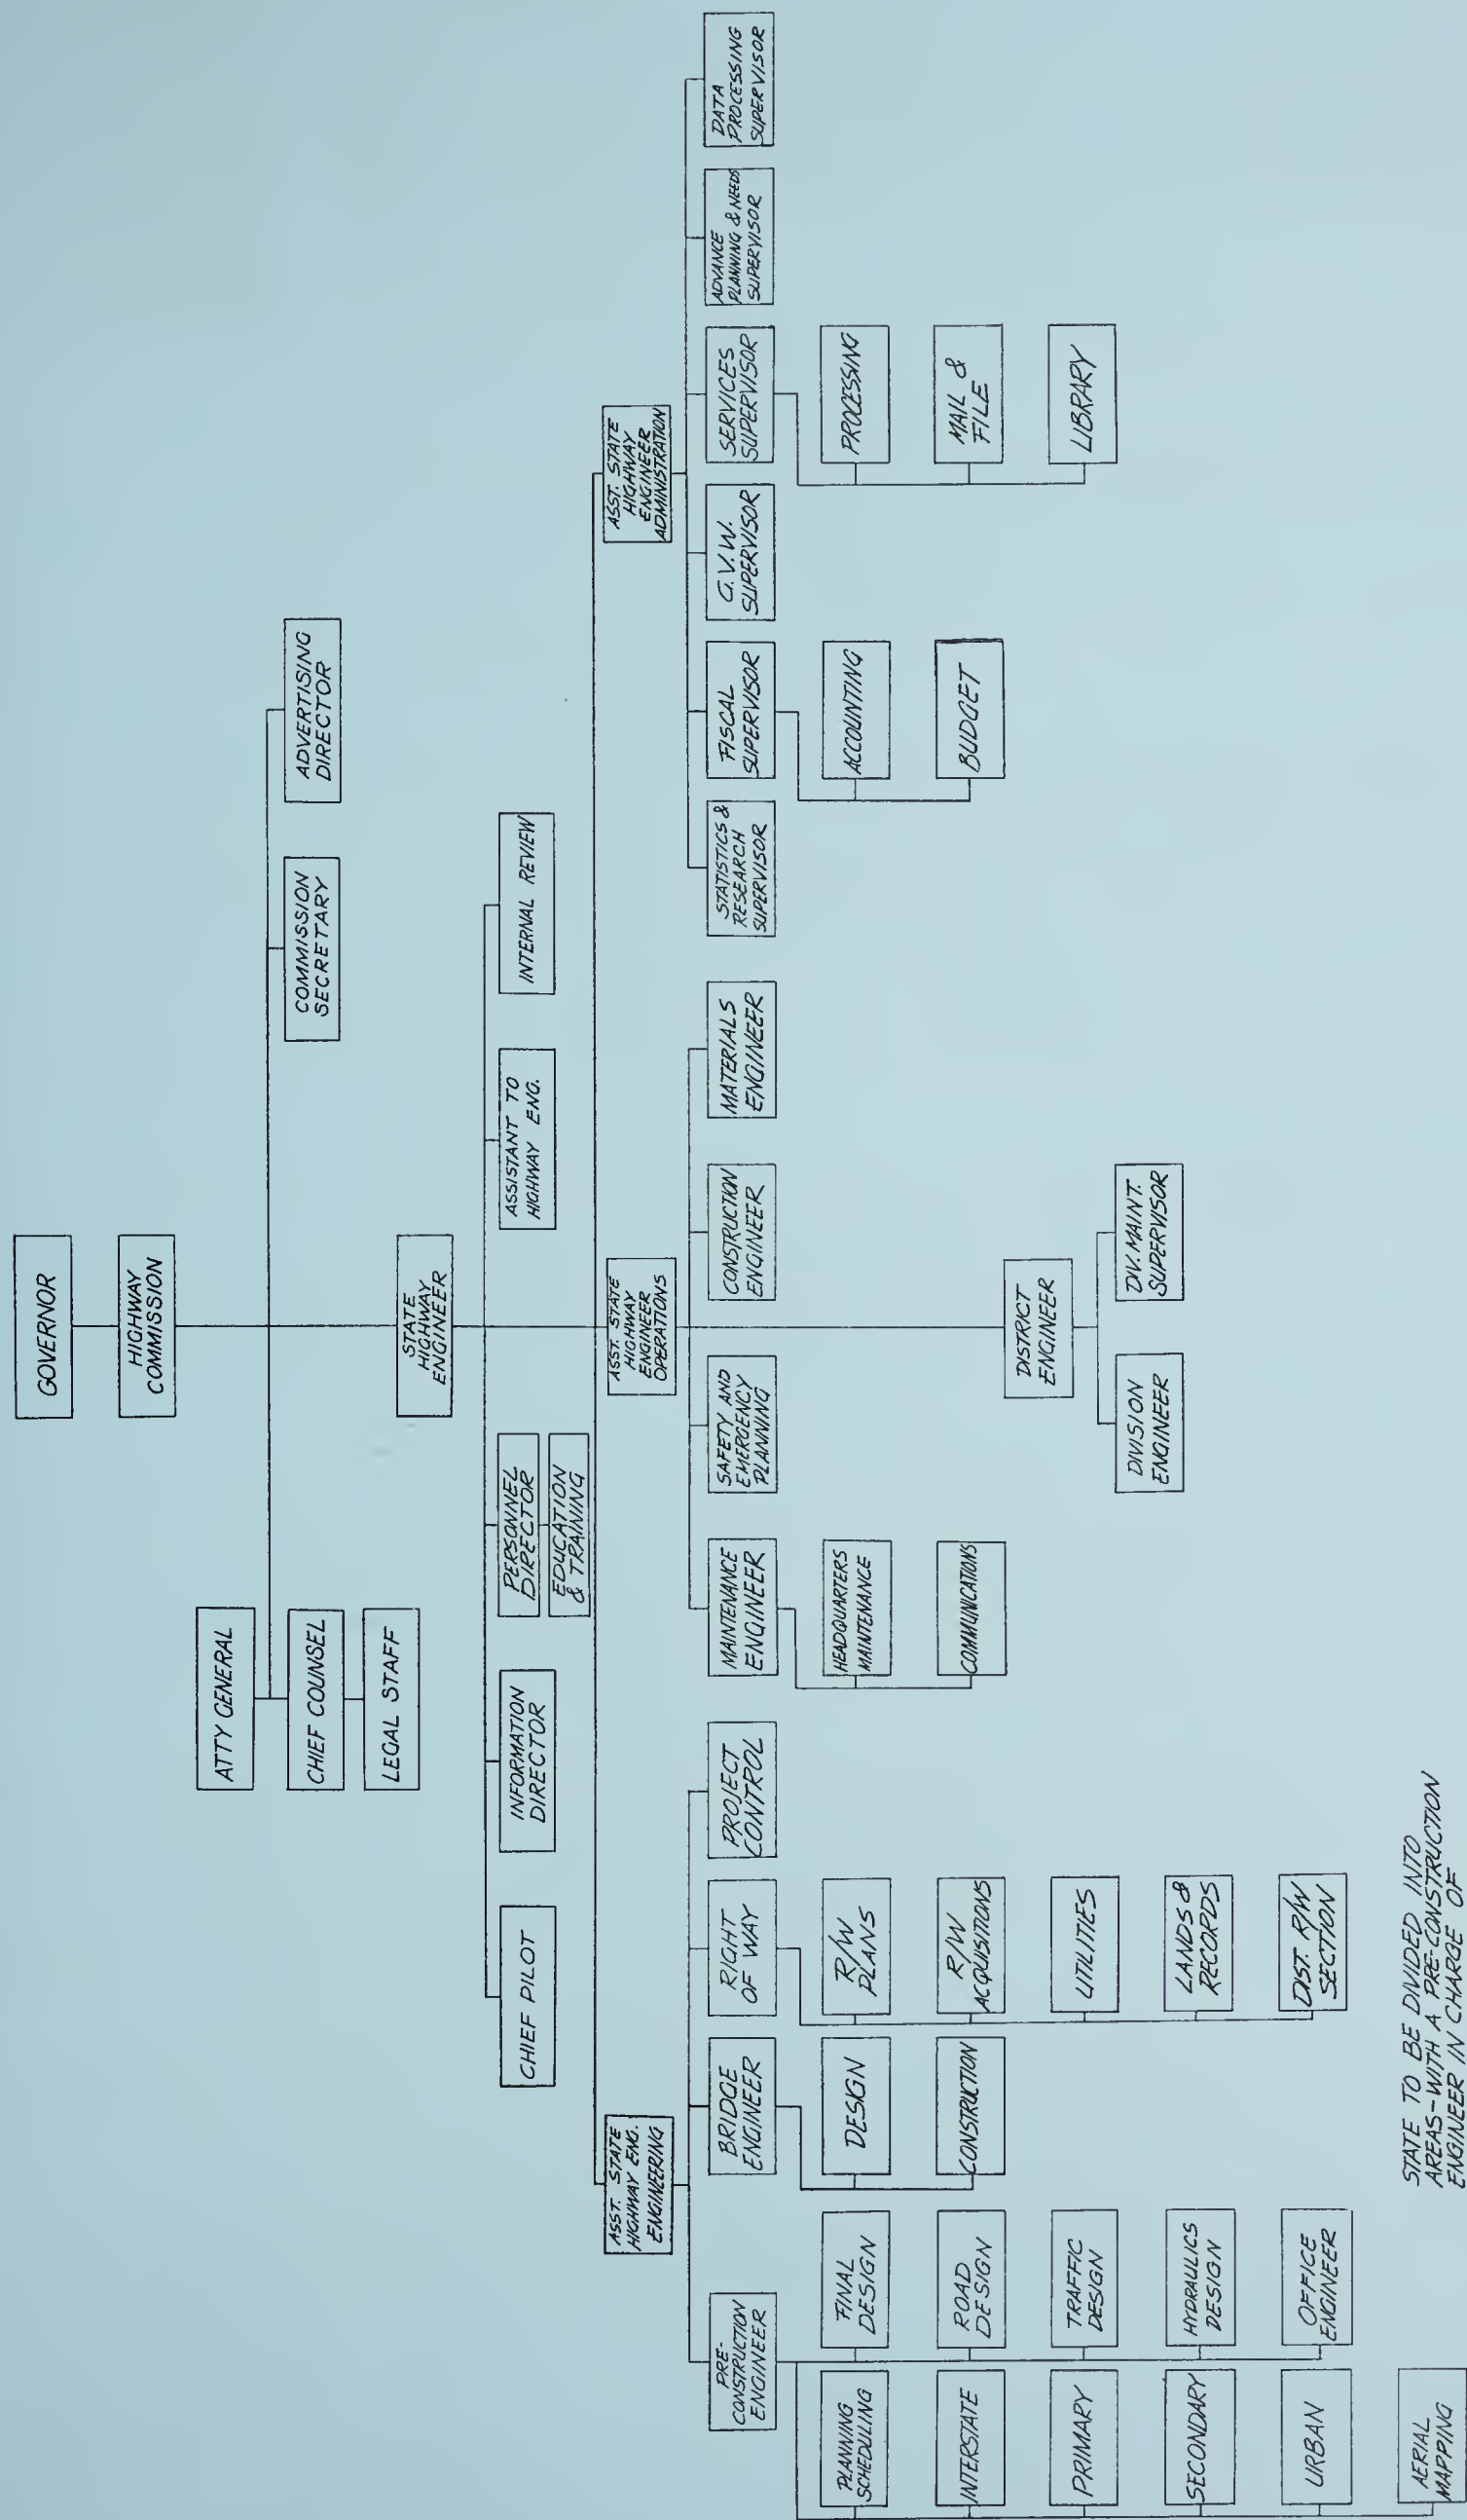 GOVERNOR
HIGHWAY
COMMISSION
ATTY GENERAL
CHIEF COUNSEL
LEGAL STAFF
COMMISSION
SECRETARY
ADVERTISING
DIRECTOR
STATE
HIGHWAY
ENGINEER
CHIEF PILOT
INFORMATION
DIRECTOR
PERSONNEL
DIRECTOR
EDUCATION
& TRAINING
ASSISTANT TO
HIGHWAY ENG.
INTERNAL REVIEW
ASST. STATE
HIGHWAY ENG.
ENGINEERING
ASST. STATE
HIGHWAY
ENGINEER
OPERATIONS
ASST. STATE
HIGHWAY
ENGINEER
ADMINISTRATION
PRE-
CONSTRUCTION
ENGINEER
BRIDGE
ENGINEER
RIGHT
OF WAY
PROJECT
CONTROL
MAINTENANCE
ENGINEER
SAFETY AND
EMERGENCY
PLANNING
CONSTRUCTION
ENGINEER
MATERIALS
ENGINEER
STATISTICS &
RESEARCH
SUPERVISOR
FISCAL
SUPERVISOR
G.V.W.
SUPERVISOR
SERVICES
SUPERVISOR
ADVANCE
PLANNING & NEEDS
SUPERVISOR
DATA
PROCESSING
SUPERVISOR
PLANNING
SCHEDULING
INTERSTATE
PRIMARY
SECONDARY
URBAN
AERIAL
MAPPING
FINAL
DESIGN
ROAD
DESIGN
TRAFFIC
DESIGN
HYDRAULICS
DESIGN
OFFICE
ENGINEER
DESIGN
CONSTRUCTION
R/W
PLANS
R/W
ACQUISITIONS
UTILITIES
LANDS &
RECORDS
DIST. R/W
SECTION
HEADQUARTERS
MAINTENANCE
COMMUNICATIONS
DISTRICT
ENGINEER
DIVISION
ENGINEER
DIV. MAINT.
SUPERVISOR
ACCOUNTING
BUDGET
PROCESSING
MAIL &
FILE
LIBRARY
STATE TO BE DIVIDED INTO
AREAS-WITH A PRE-CONSTRUCTION
ENGINEER IN CHARGE OF